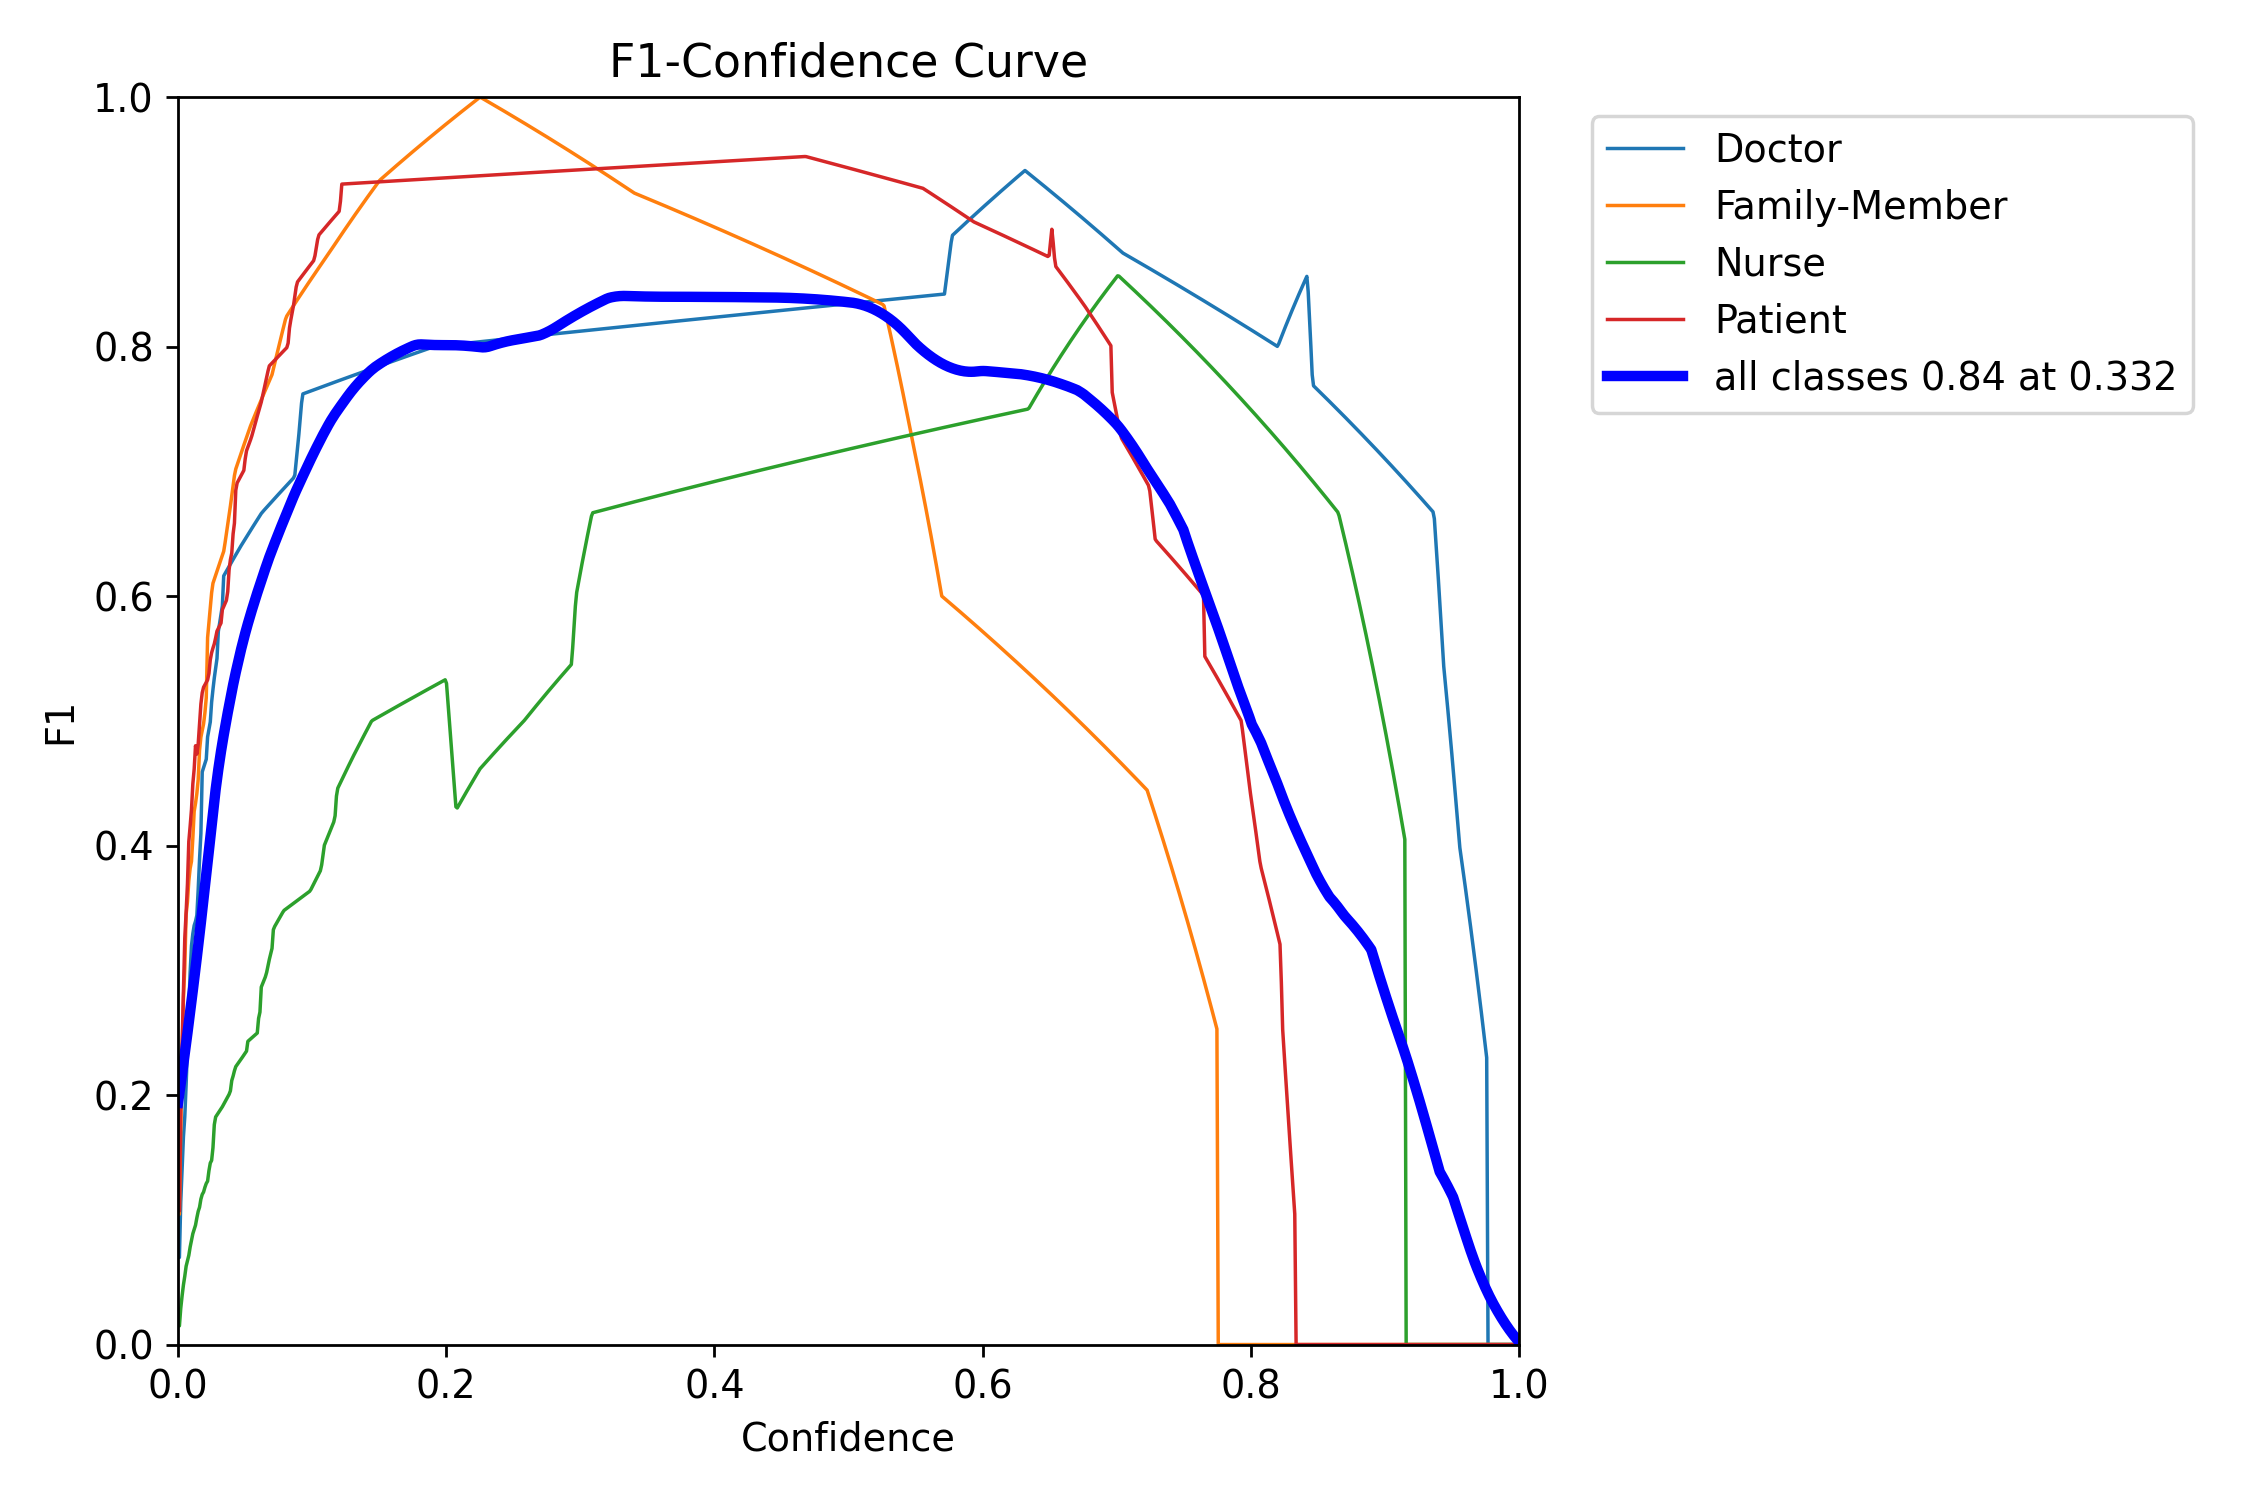 F1-Confidence Curve
1.0
0.8
0.6
0.4
0.2
0.0
F1
0.0 0.2 0.4 0.6 0.8 1.0
Confidence
Doctor
Family-Member
Nurse
Patient
all classes 0.84 at 0.332